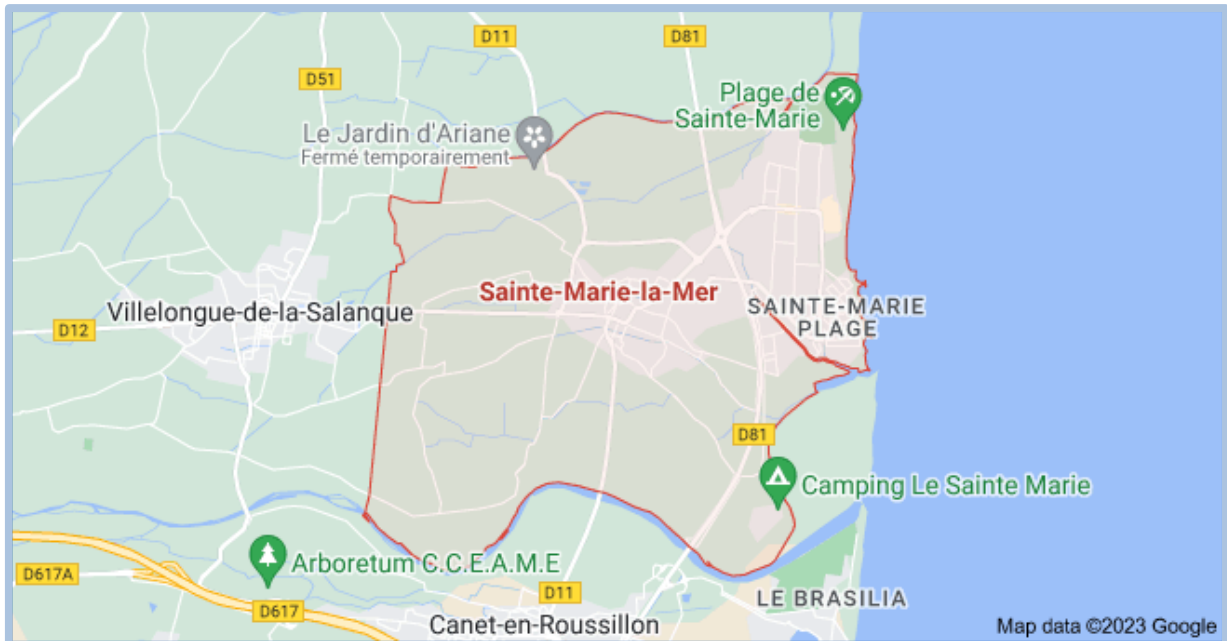 D11
D81
D51
Plage de
Sainte-Marie
Le Jardin d'Ariane
Fermé temporairement
Sainte-Marie-la-Mer
SAINTE-MARIE
PLAGE
Villelongue-de-la-Salanque
D12
D81
Camping Le Sainte Marie
Arboretum C.C.E.A.M.E
D617A
D617
D11
LE BRASILIA
Canet-en-Roussillon
Map data ©2023 Google